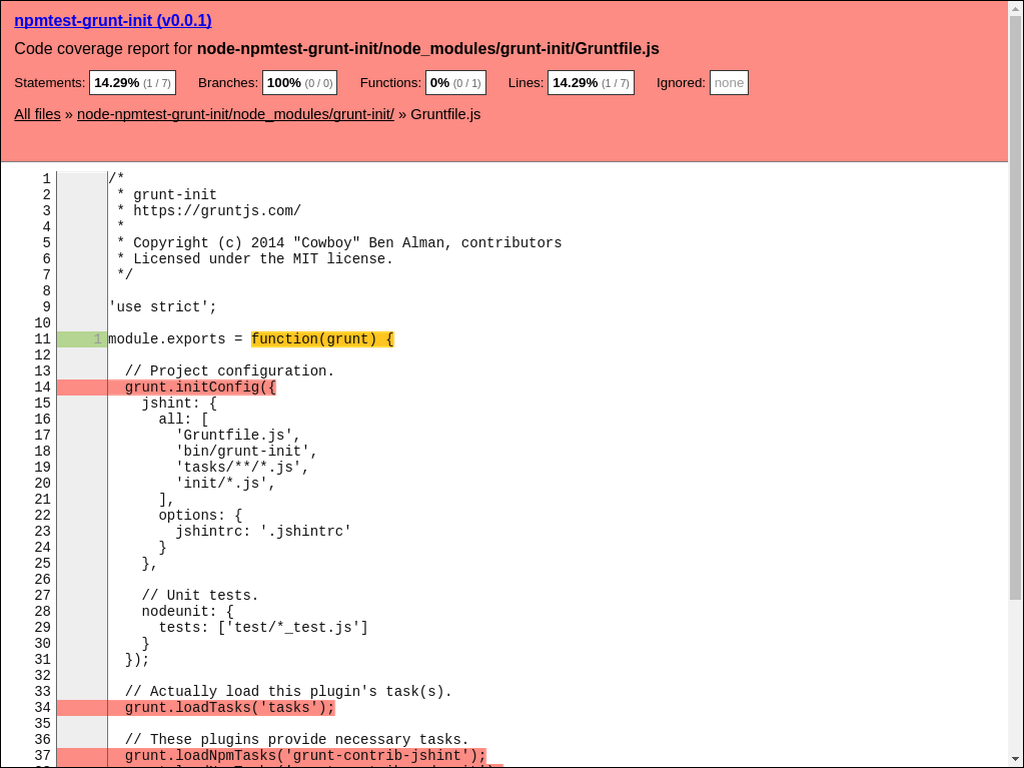 npmtest-grunt-init (v0.0.1)
Code coverage report for node-npmtest-grunt-init/node_modules/grunt-init/Gruntfile.js
Statements: 14.29% (1 / 7) Branches: 100% (0 / 0) Functions: 0% (0 / 1) Lines: 14.29% (1 / 7) Ignored: none
All files » node-npmtest-grunt-init/node_modules/grunt-init/ » Gruntfile.js
1 /*
2  * grunt-init
3  * https://gruntjs.com/
4  *
5  * Copyright (c) 2014 "Cowboy" Ben Alman, contributors
6  * Licensed under the MIT license.
7  */
8
9 'use strict';
10
11 1 module.exports = function(grunt) {
12
13   // Project configuration.
14   grunt.initConfig({
15     jshint: {
16       all: [
17         'Gruntfile.js',
18         'bin/grunt-init',
19         'tasks/**/*.js',
20         'init/*.js',
21       ],
22       options: {
23         jshintrc: '.jshintrc'
24       }
25     },
26
27     // Unit tests.
28     nodeunit: {
29       tests: ['test/*_test.js']
30     }
31   });
32
33   // Actually load this plugin's task(s).
34   grunt.loadTasks('tasks');
35
36   // These plugins provide necessary tasks.
37   grunt.loadNpmTasks('grunt-contrib-jshint');